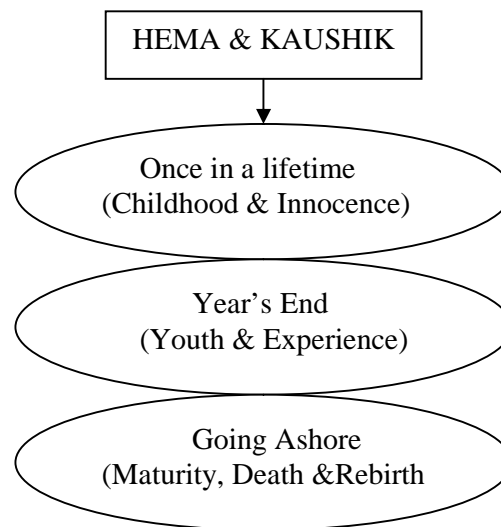 HEMA & KAUSHIK
Once in a lifetime
(Childhood & Innocence)
Year’s End
(Youth & Experience)
Going Ashore
(Maturity, Death &Rebirth